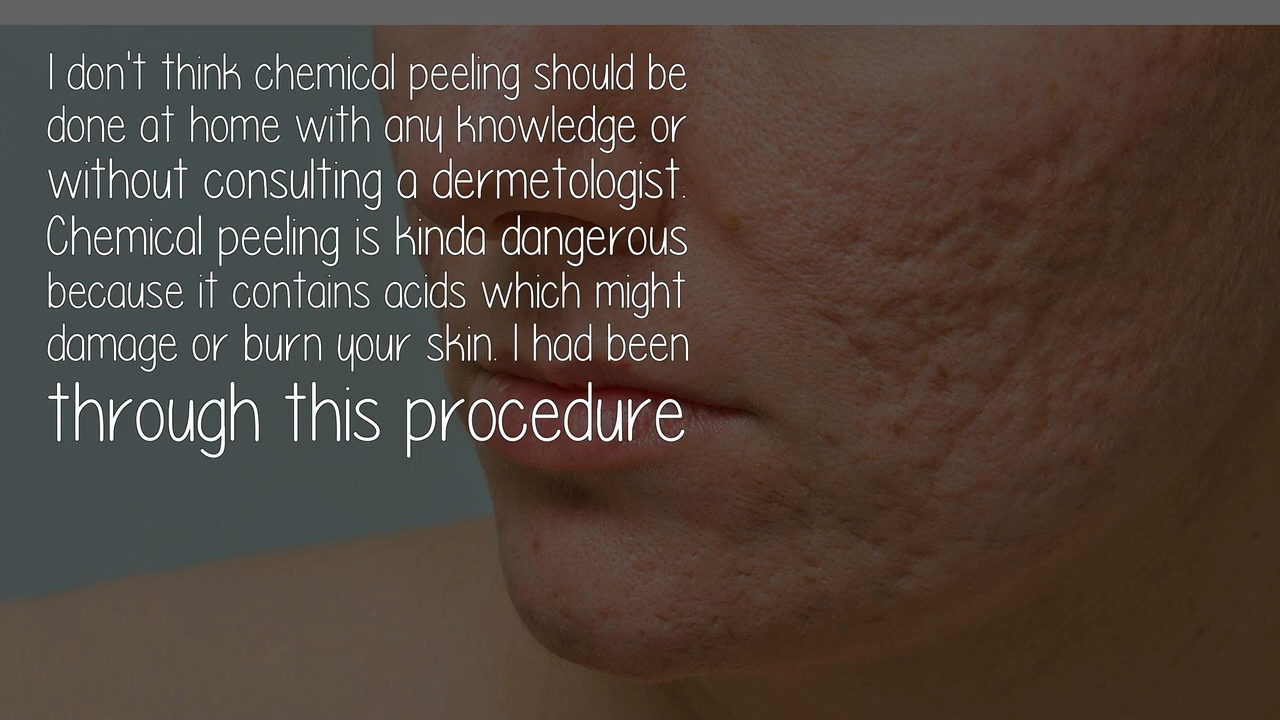 I don't think chemical peeling should be
done at home with any knowledge or
without consulting a dermetologist.
Chemical peeling is kinda dangerous
because it contains acids which might
damage or burn your skin. I had been
through this procedure